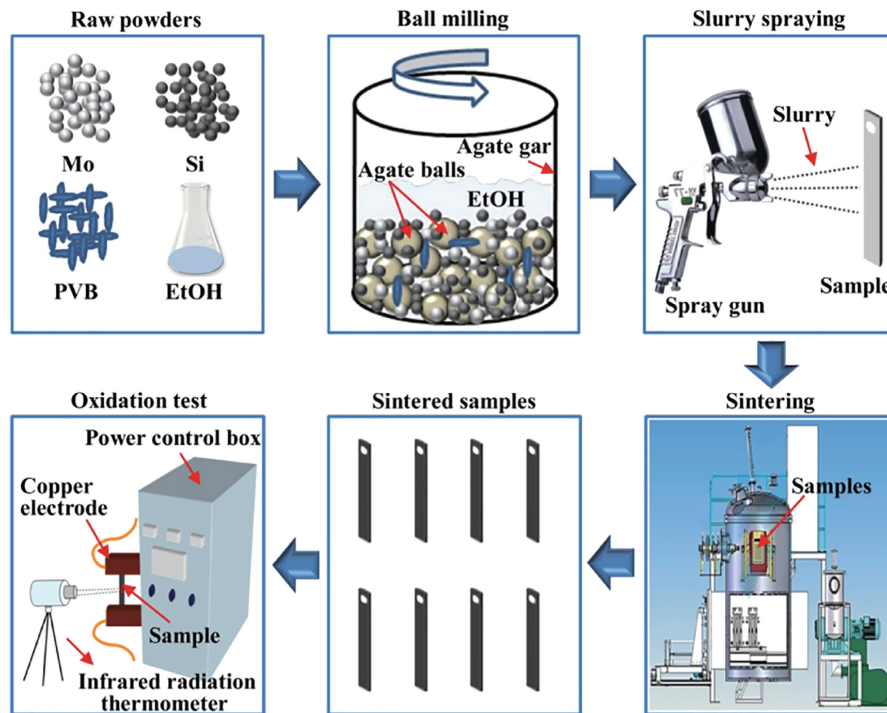 Raw powders
Mo
Si
PVB
EtOH
Ball milling
Agate gar
Agate balls
EtOH
Slurry spraying
Slurry
Spray gun
Sample
Oxidation test
Power control box
Copper
electrode
Sample
Infrared radiation
thermometer
Sintered samples
Sintering
Samples